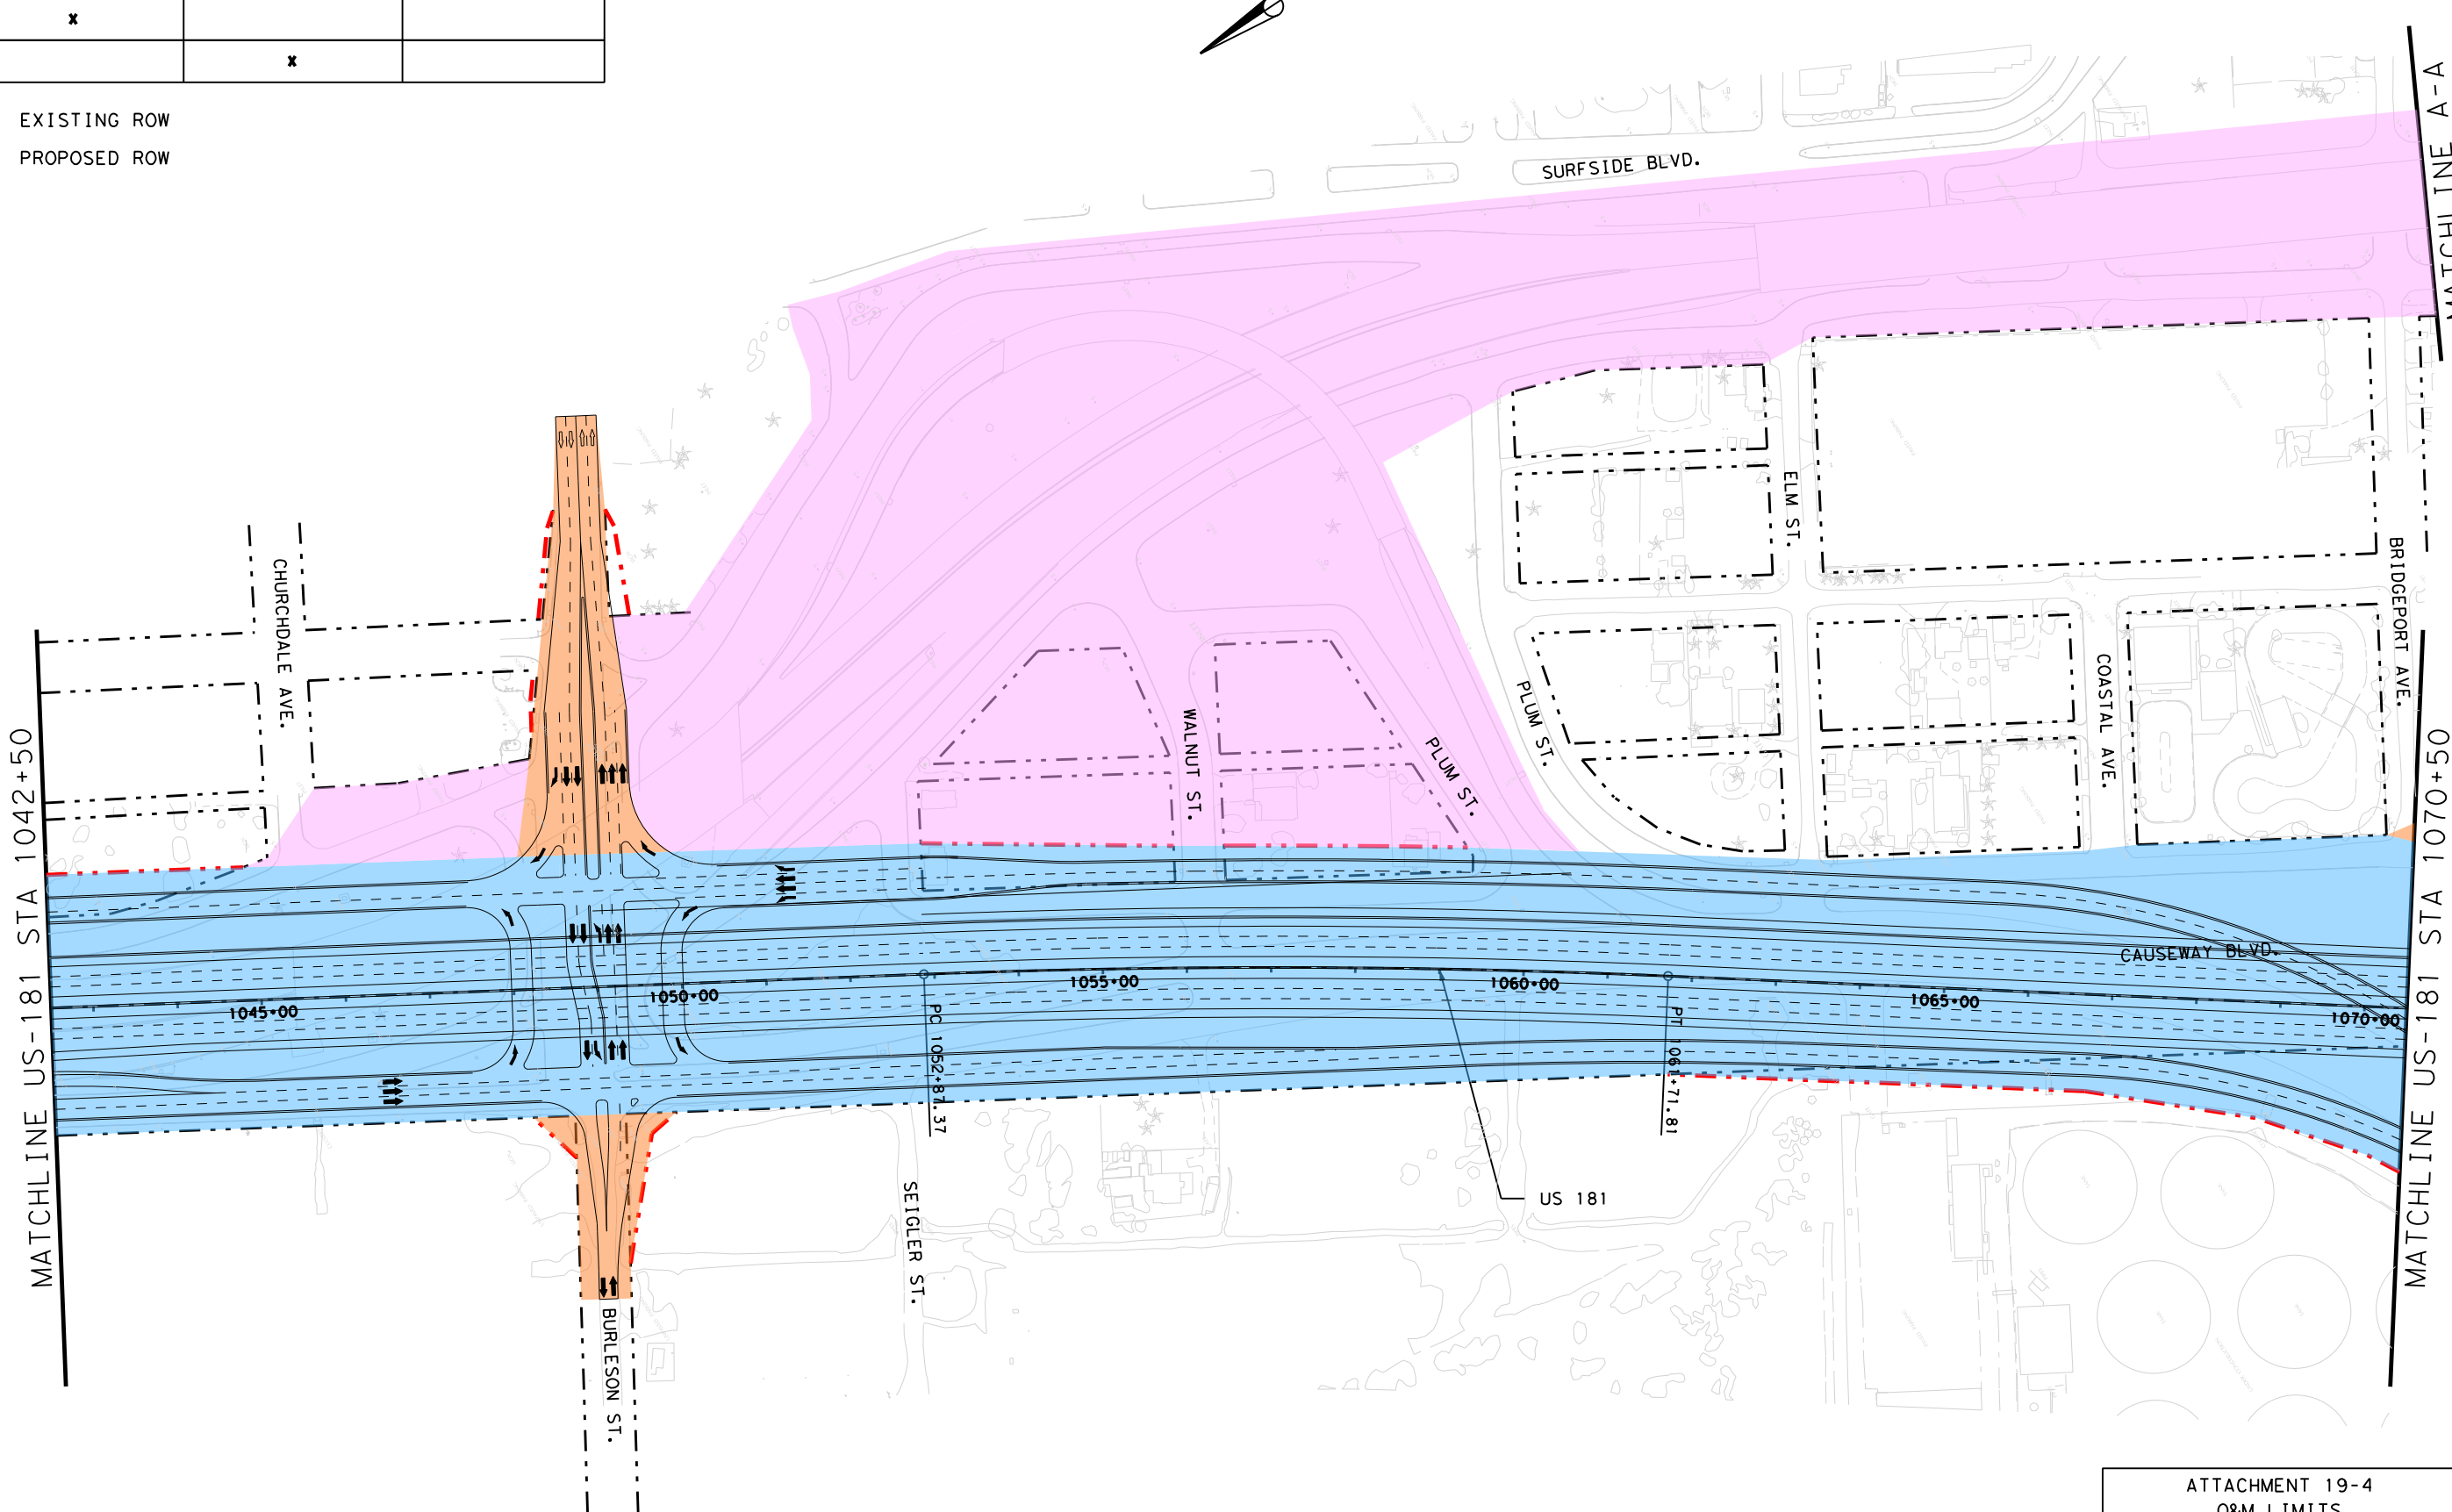 x
x
EXISTING ROW
PROPOSED ROW
SURFSIDE BLVD.
MATCHLINE A-A
CHURCHDALE AVE.
ELM ST.
BRIDGEPORT AVE.
COASTAL AVE.
PLUM ST.
PLUM ST.
WALNUT ST.
MATCHLINE US-181 STA 1042+50
MATCHLINE US-181 STA 1070+50
CAUSEWAY BLVD.
1045+00
1050+00
1055+00
1060+00
1065+00
1070+00
PC 1052+87.37
PT 1061+71.81
US 181
SEIGLER ST.
BURLESON ST.
ATTACHMENT 19-4
O&M LIMITS